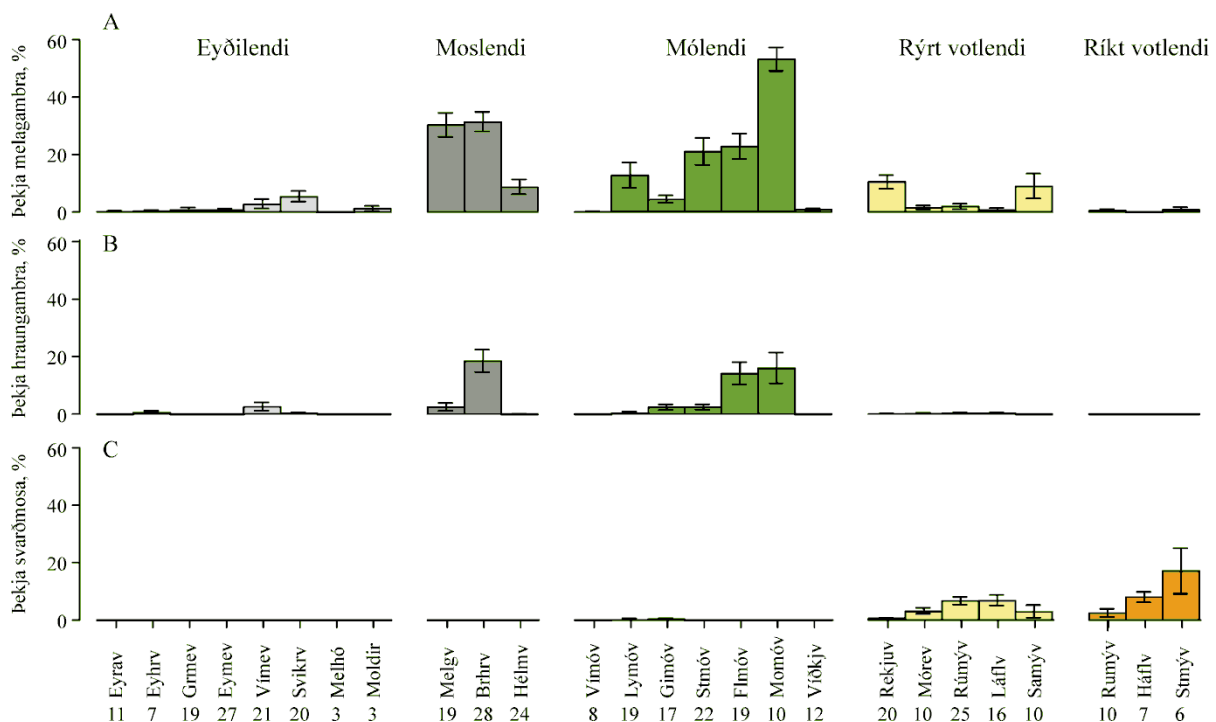 A
Eyðilendi Moslendi Mólendi Rýrt votlendi Ríkt votlendi
Þekja melagambra, %
60
40
20
0
B
Þekja hraungambra, %
60
40
20
0
C
Þekja svarðmosa, %
60
40
20
0
Eyrav Eyhrv Grmev Eymev Vimev Svikrv Melhó Moldir Melgv Brhrv Hélmv Vimóv Lymóv Gimóv Stmóv Flmóv Momóv Víðkjv Rekjuv Mórev Rúmýv Láflv Samýv Rumýv Háflv Stmýv
11 7 19 27 21 20 3 3 19 28 24 8 19 17 22 19 10 12 20 10 25 16 10 10 7 6